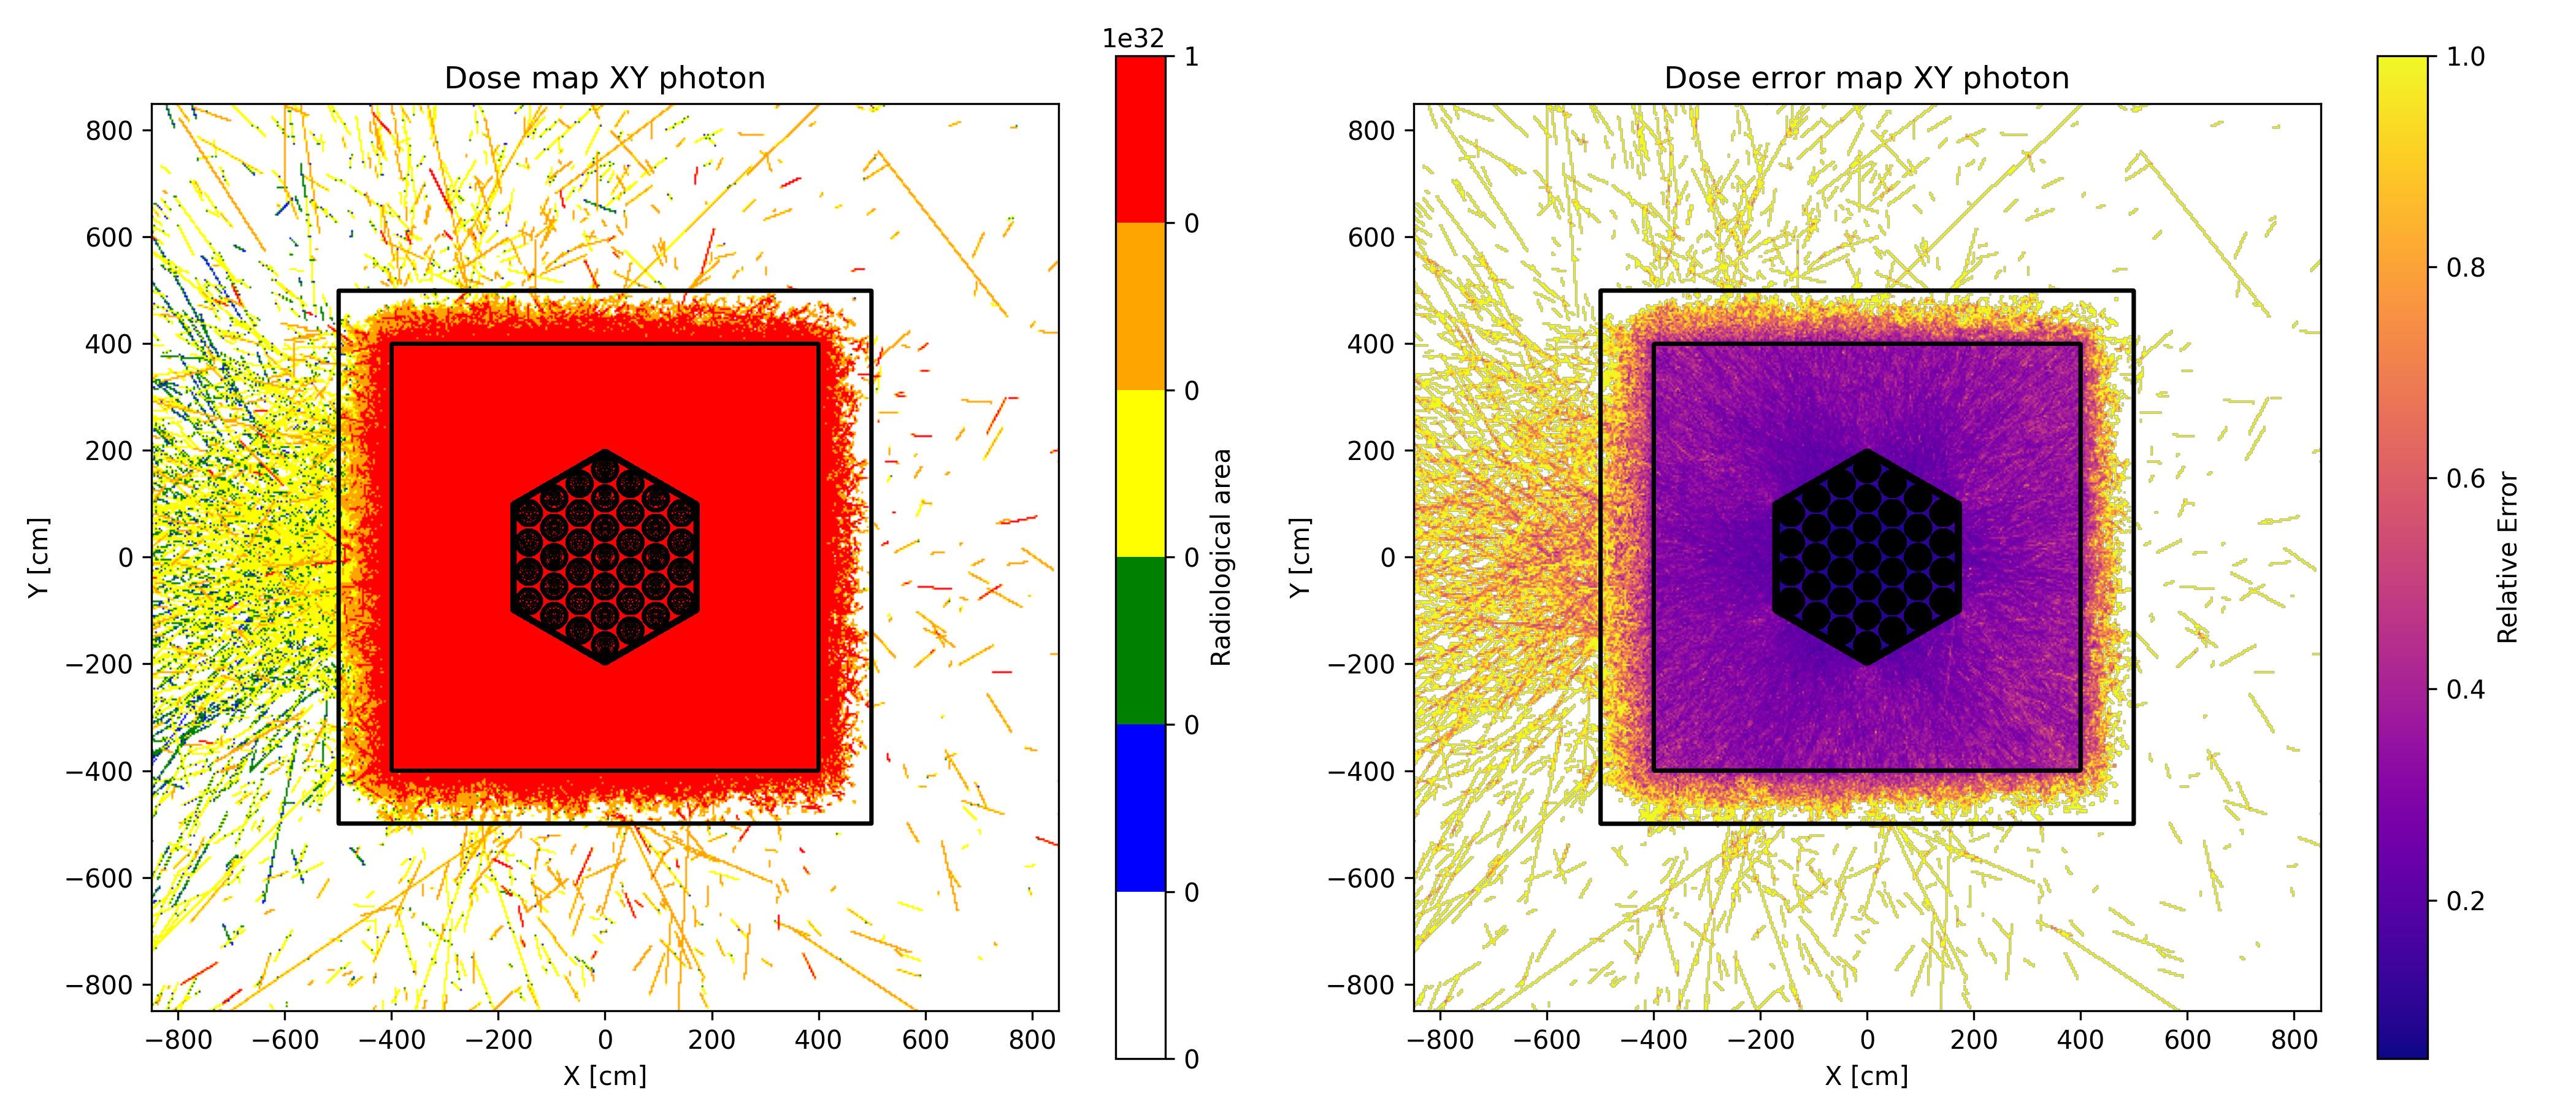 Dose map XY photon
800
600
400
200
0
−200
−400
−600
−800
Y [cm]
−800 −600 −400 −200 0 200 400 600 800
X [cm]
1e32
1
0
0
0
0
0
0
Radiological area
Dose error map XY photon
800
600
400
200
0
−200
−400
−600
−800
Y [cm]
−800 −600 −400 −200 0 200 400 600 800
X [cm]
1.0
0.8
0.6
0.4
0.2
Relative Error